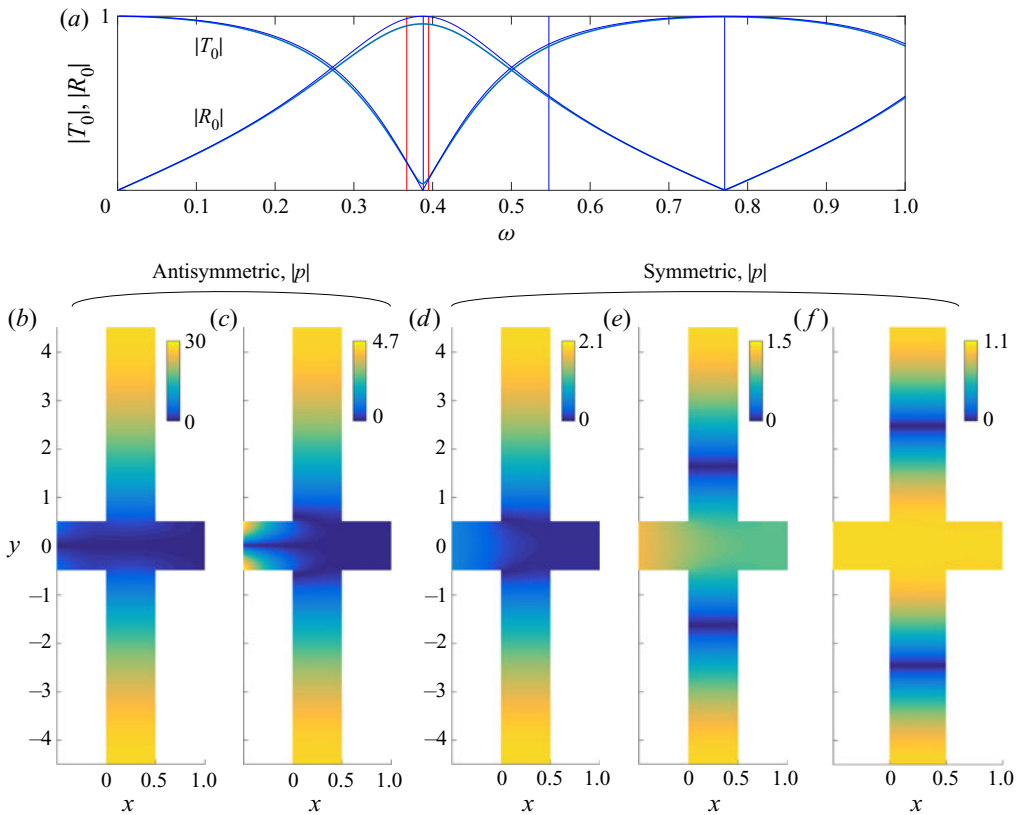 (a)
1
|T0|
|R0|
0
|T0|, |R0|
0 0.1 0.2 0.3 0.4 0.5 0.6 0.7 0.8 0.9 1.0
ω
Antisymmetric, |p|
Symmetric, |p|
(b) (c) (d) (e) (f)
30 4.7 2.1 1.5 1.1
0 0 0 0 0
4
3
2
1
y 0
–1
–2
–3
–4
0 0.5 1.0 0 0.5 1.0 0 0.5 1.0 0 0.5 1.0 0 0.5 1.0
x x x x x